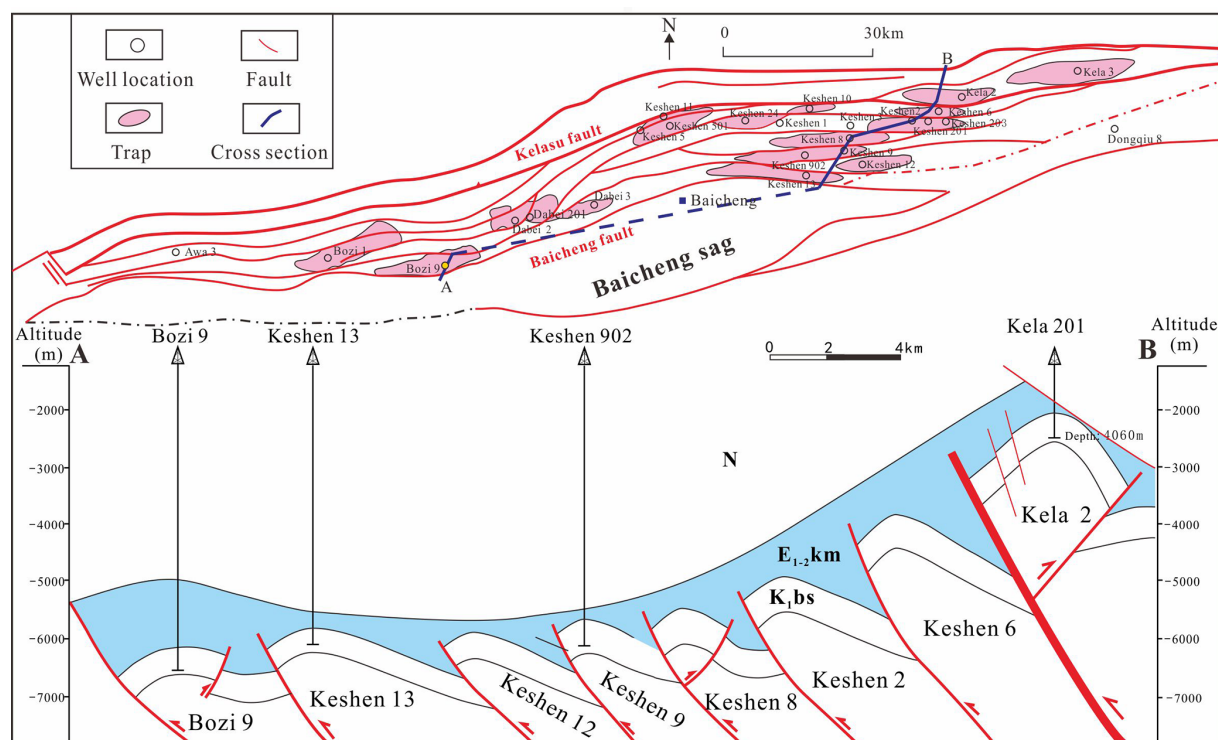 N
0 30km
Well location
Fault
Trap
Cross section
Kelasu fault
Baicheng fault
Baicheng sag
Baicheng
B
A
Kela 3
Kela 2
Keshen 10
Keshen 11
Keshen 24
Keshen 1
Keshen 3
Keshen2
Keshen 6
Keshen 501
Keshen 5
Keshen 201
Keshen 203
Dongqiu 8
Keshen 8
Keshen 9
Keshen 902
Keshen 12
Keshen 13
Dabei 3
Dabei 201
Dabei 2
Awa 3
Bozi 1
Bozi 9
Altitude
(m)
A
Bozi 9
Keshen 13
Keshen 902
Kela 201
Altitude
(m)
B
0 2 4km
-2000
-3000
-4000
-5000
-6000
-7000
-2000
-3000
-4000
-5000
-6000
-7000
Depth: 4060m
N
Kela 2
E1-2km
K1bs
Keshen 6
Keshen 2
Keshen 8
Keshen 9
Keshen 12
Keshen 13
Bozi 9